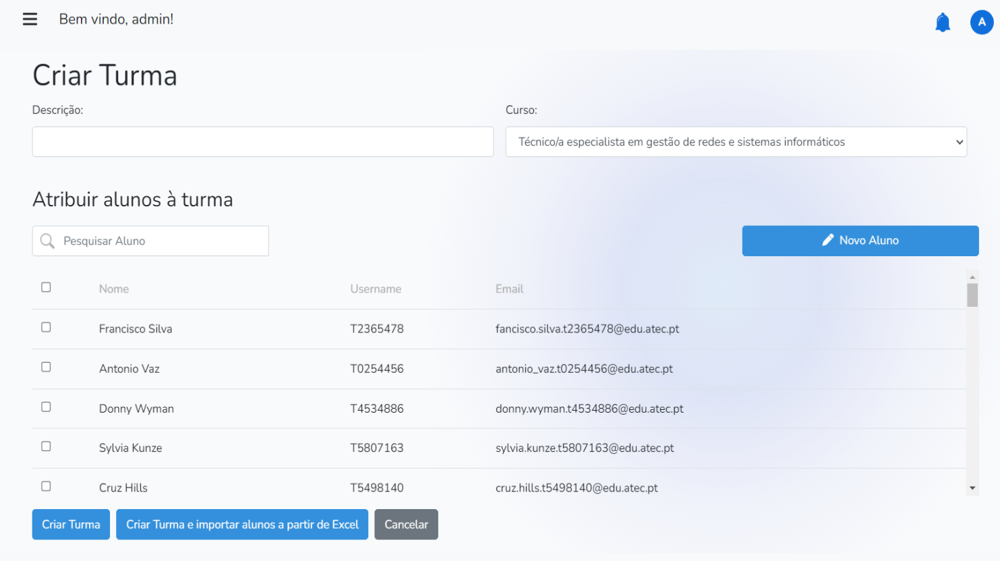 Bem vindo, admin!
A
Criar Turma
Descrição:
Curso:
Técnico/a especialista em gestão de redes e sistemas informáticos
Atribuir alunos à turma
Pesquisar Aluno
Novo Aluno
Nome Username Email
Francisco Silva T2365478 fancisco.silva.t2365478@edu.atec.pt
Antonio Vaz T0254456 antonio_vaz.t0254456@edu.atec.pt
Donny Wyman T4534886 donny.wyman.t4534886@edu.atec.pt
Sylvia Kunze T5807163 sylvia.kunze.t5807163@edu.atec.pt
Cruz Hills T5498140 cruz.hills.t5498140@edu.atec.pt
Criar Turma Criar Turma e importar alunos a partir de Excel Cancelar